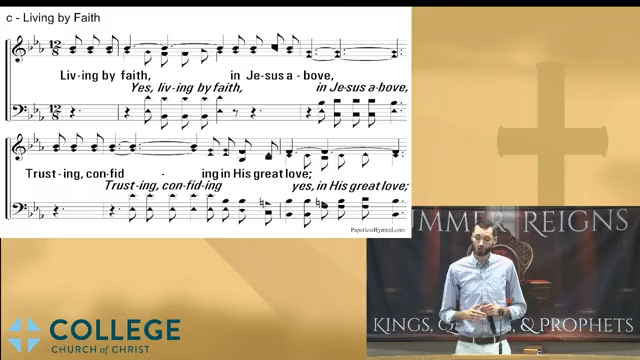 c - Living by Faith
Liv-ing by faith, in Je-sus a - bove,
Yes, liv-ing by faith, in Je-sus a-bove,
Trust - ing, con-fid - ing in His great love;
Trust-ing, con-fid-ing yes, in His great love;
PaperlessHymnal.com
UMMER REIGNS
KINGS, & PROPHETS
COLLEGE
CHURCH of CHRIST